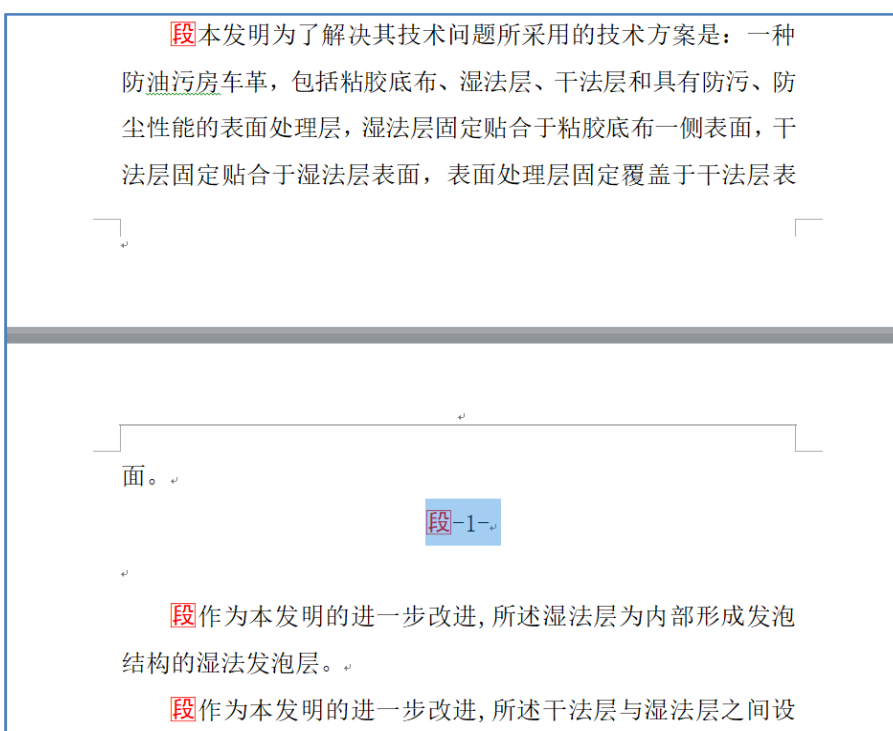 段本发明为了解决其技术问题所采用的技术方案是：一种
防油污房车革，包括粘胶底布、湿法层、干法层和具有防污、防
尘性能的表面处理层，湿法层固定贴合于粘胶底布一侧表面，干
法层固定贴合于湿法层表面，表面处理层固定覆盖于干法层表
面。
段-1-
段作为本发明的进一步改进,所述湿法层为内部形成发泡
结构的湿法发泡层。
段作为本发明的进一步改进,所述干法层与湿法层之间设